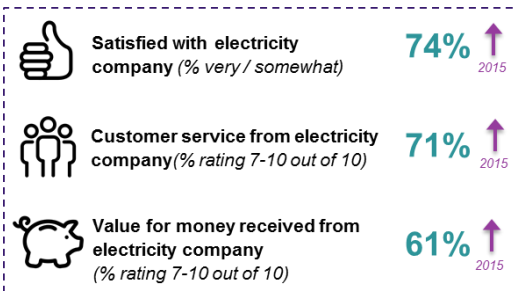 Satisfied with electricity
company (% very / somewhat)
74%
2015
Customer service from electricity
company(% rating 7-10 out of 10)
71%
2015
Value for money received from
electricity company
(% rating 7-10 out of 10)
61%
2015